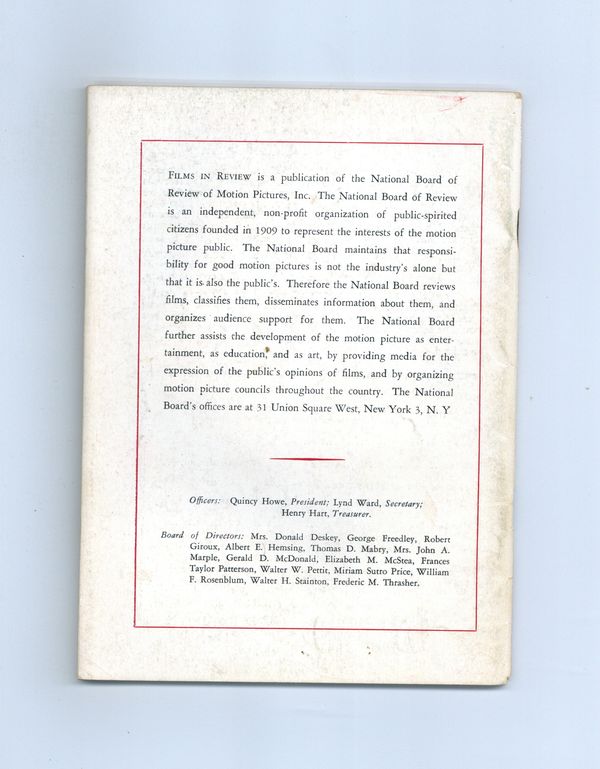 FILMS IN REVIEW is a publication of the National Board of
Review of Motion Pictures, Inc. The National Board of Review
is an independent, non-profit organization of public-spirited
citizens founded in 1909 to represent the interests of the motion
picture public. The National Board maintains that responsi-
bility for good motion pictures is not the industry's alone but
that it is also the public's. Therefore the National Board reviews
films, classifies them, disseminates information about them, and
organizes audience support for them. The National Board
further assists the development of the motion picture as enter-
tainment, as education, and as art, by providing media for the
expression of the public's opinions of films, and by organizing
motion picture councils throughout the country. The National
Board's offices are at 31 Union Square West, New York 3, N. Y
Officers: Quincy Howe, President; Lynd Ward, Secretary;
Henry Hart, Treasurer.
Board of Directors: Mrs. Donald Deskey, George Freedley, Robert
Giroux, Albert E. Hemsing, Thomas D. Mabry, Mrs. John A.
Marple, Gerald D. McDonald, Elizabeth M. McStea, Frances
Taylor Patterson, Walter W. Pettit, Miriam Sutro Price, William
F. Rosenblum, Walter H. Stainton, Frederic M. Thrasher.